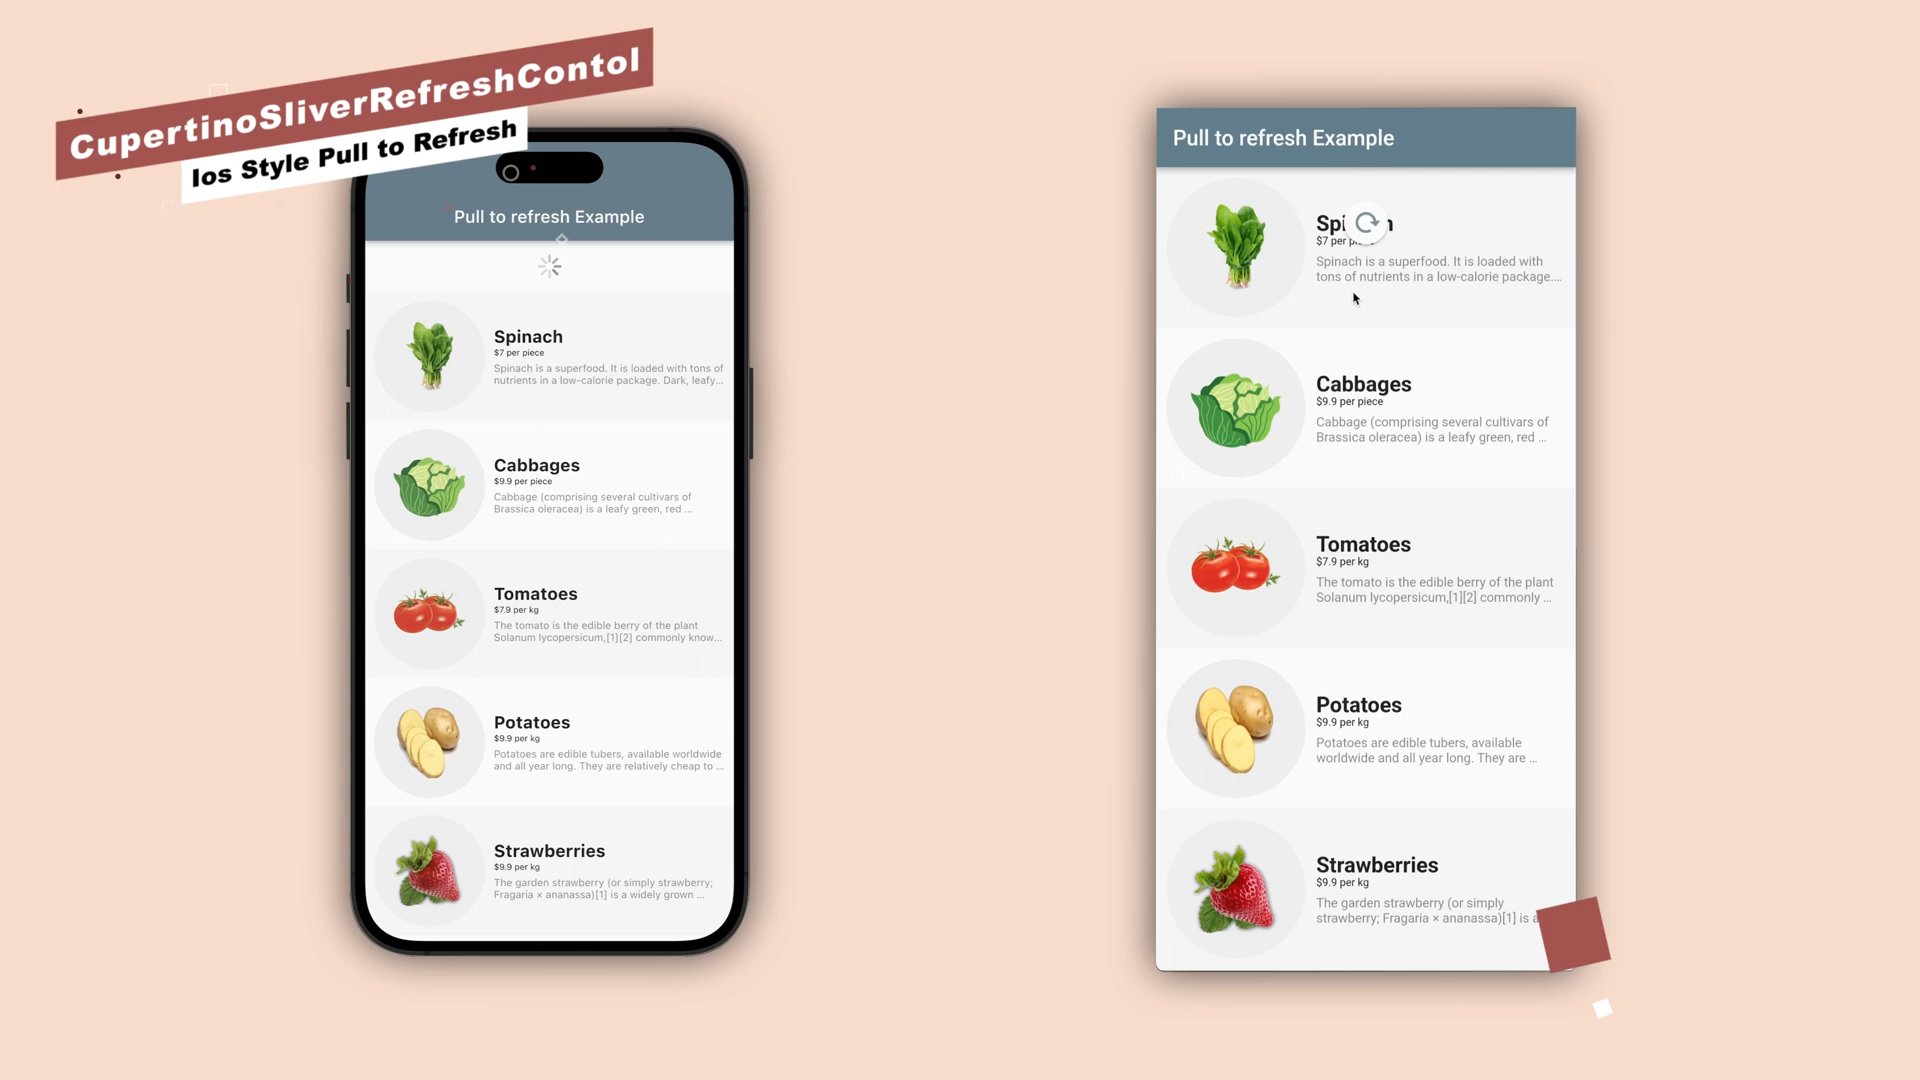 CupertinoSliverRefreshContol
Ios Style Pull to Refresh
Pull to refresh Example
Spinach
$7 per piece
Spinach is a superfood. It is loaded with tons of
nutrients in a low-calorie package. Dark, leafy...
Cabbages
$9.9 per piece
Cabbage (comprising several cultivars of
Brassica oleracea) is a leafy green, red ...
Tomatoes
$7.9 per kg
The tomato is the edible berry of the plant
Solanum lycopersicum,[1][2] commonly know...
Potatoes
$9.9 per kg
Potatoes are edible tubers, available worldwide
and all year long. They are relatively cheap to ...
Strawberries
$9.9 per kg
The garden strawberry (or simply strawberry;
Fragaria × ananassa)[1] is a widely grown ...
Pull to refresh Example
$7 per
Spinach is a superfood. It is loaded with
tons of nutrients in a low-calorie package....
Cabbages
$9.9 per piece
Cabbage (comprising several cultivars of
Brassica oleracea) is a leafy green, red ...
Tomatoes
$7.9 per kg
The tomato is the edible berry of the plant
Solanum lycopersicum,[1][2] commonly ...
Potatoes
$9.9 per kg
Potatoes are edible tubers, available
worldwide and all year long. They are ...
Strawberries
$9.9 per kg
The garden strawberry (or simply
strawberry; Fragaria × ananassa)[1] is a